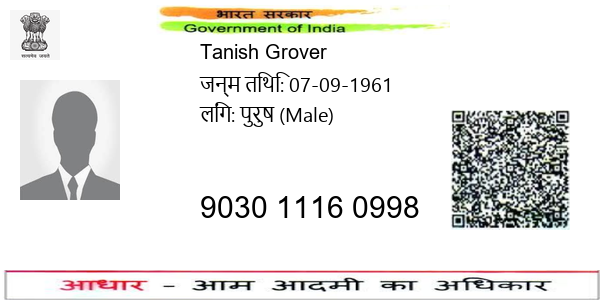 भारत सरकार
Government of India
सत्यमेव जयते
Tanish Grover
जन्म तिथि: 07-09-1961
लिंग: पुरुष (Male)
9030 1116 0998
आधार - आम आदमी का अधिकार